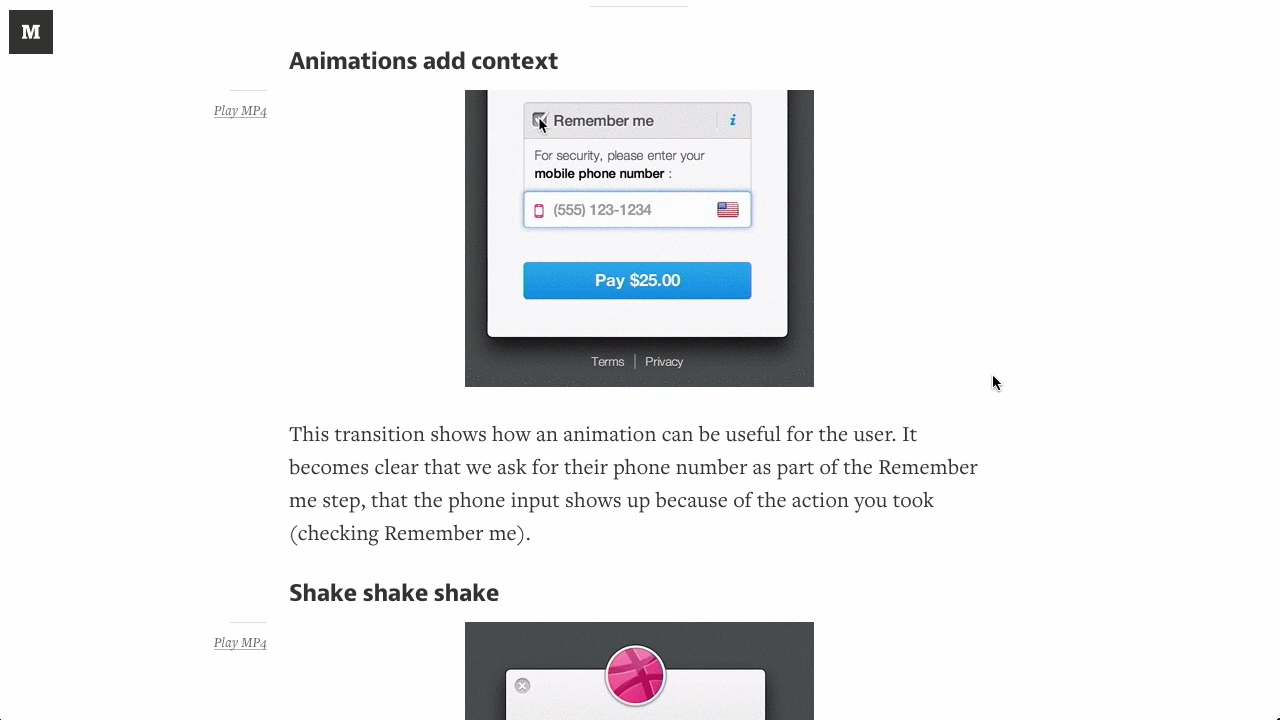 M
Animations add context
Play MP4
Remember me
i
For security, please enter your
mobile phone number :
(555) 123-1234
Pay $25.00
Terms | Privacy
This transition shows how an animation can be useful for the user. It
becomes clear that we ask for their phone number as part of the Remember
me step, that the phone input shows up because of the action you took
(checking Remember me).
Shake shake shake
Play MP4